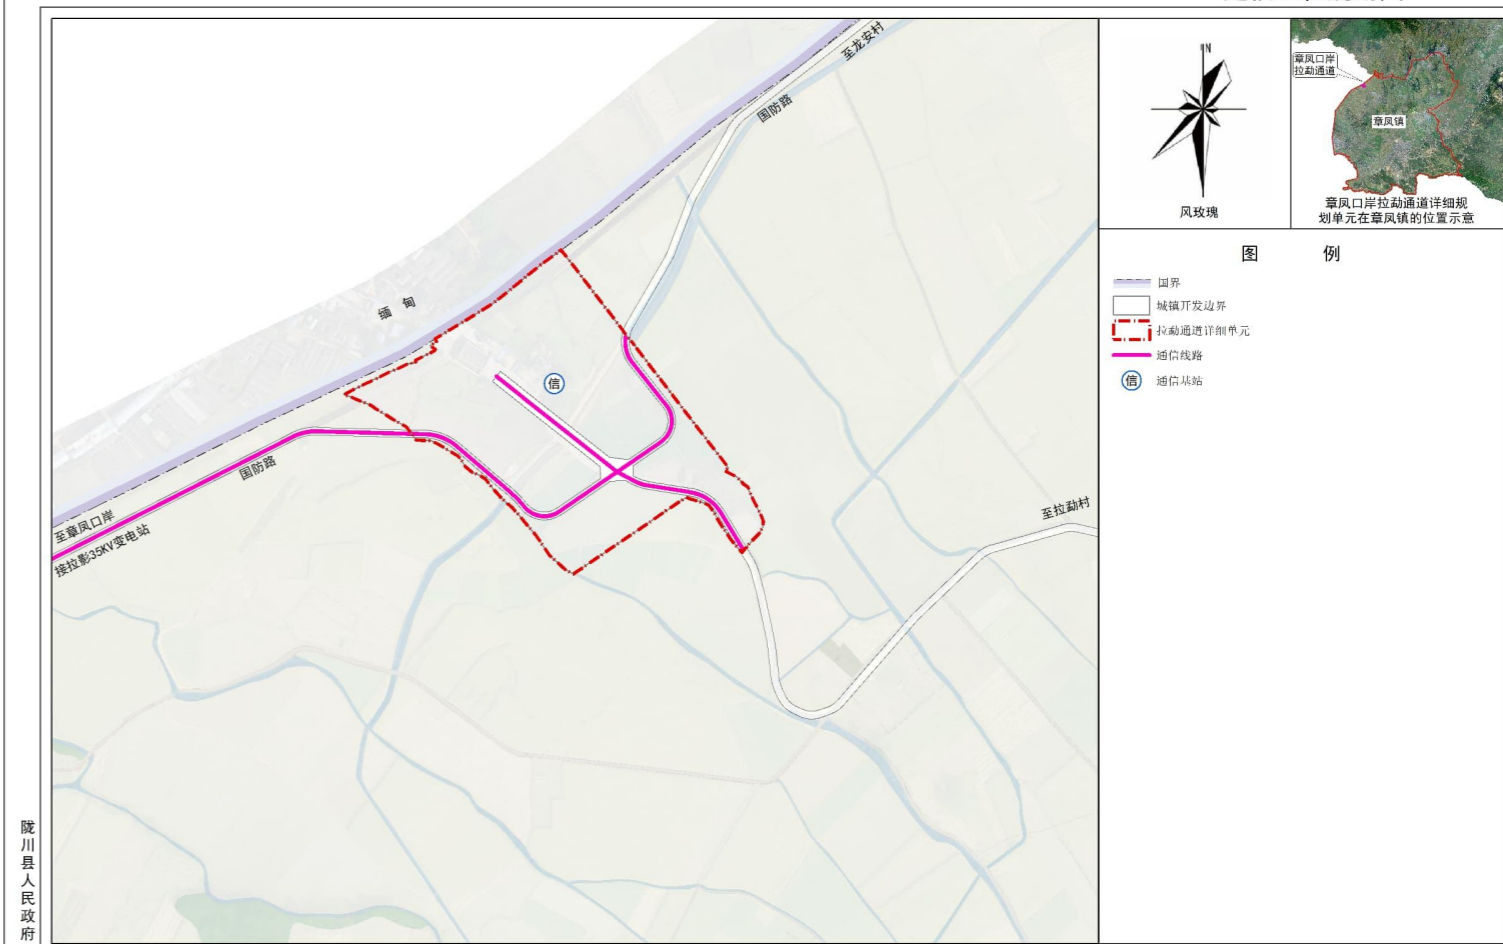 至龙安村
国防路
缅 甸
信
国防路
至章凤口岸
接拉影35KV变电站
至拉勐村
N
风玫瑰
章凤口岸
拉勐通道
章凤镇
章凤口岸拉勐通道详细规
划单元在章凤镇的位置示意
图 例
国界
城镇开发边界
拉勐通道详细单元
通信线路
信 通信基站
陇川县人民政府